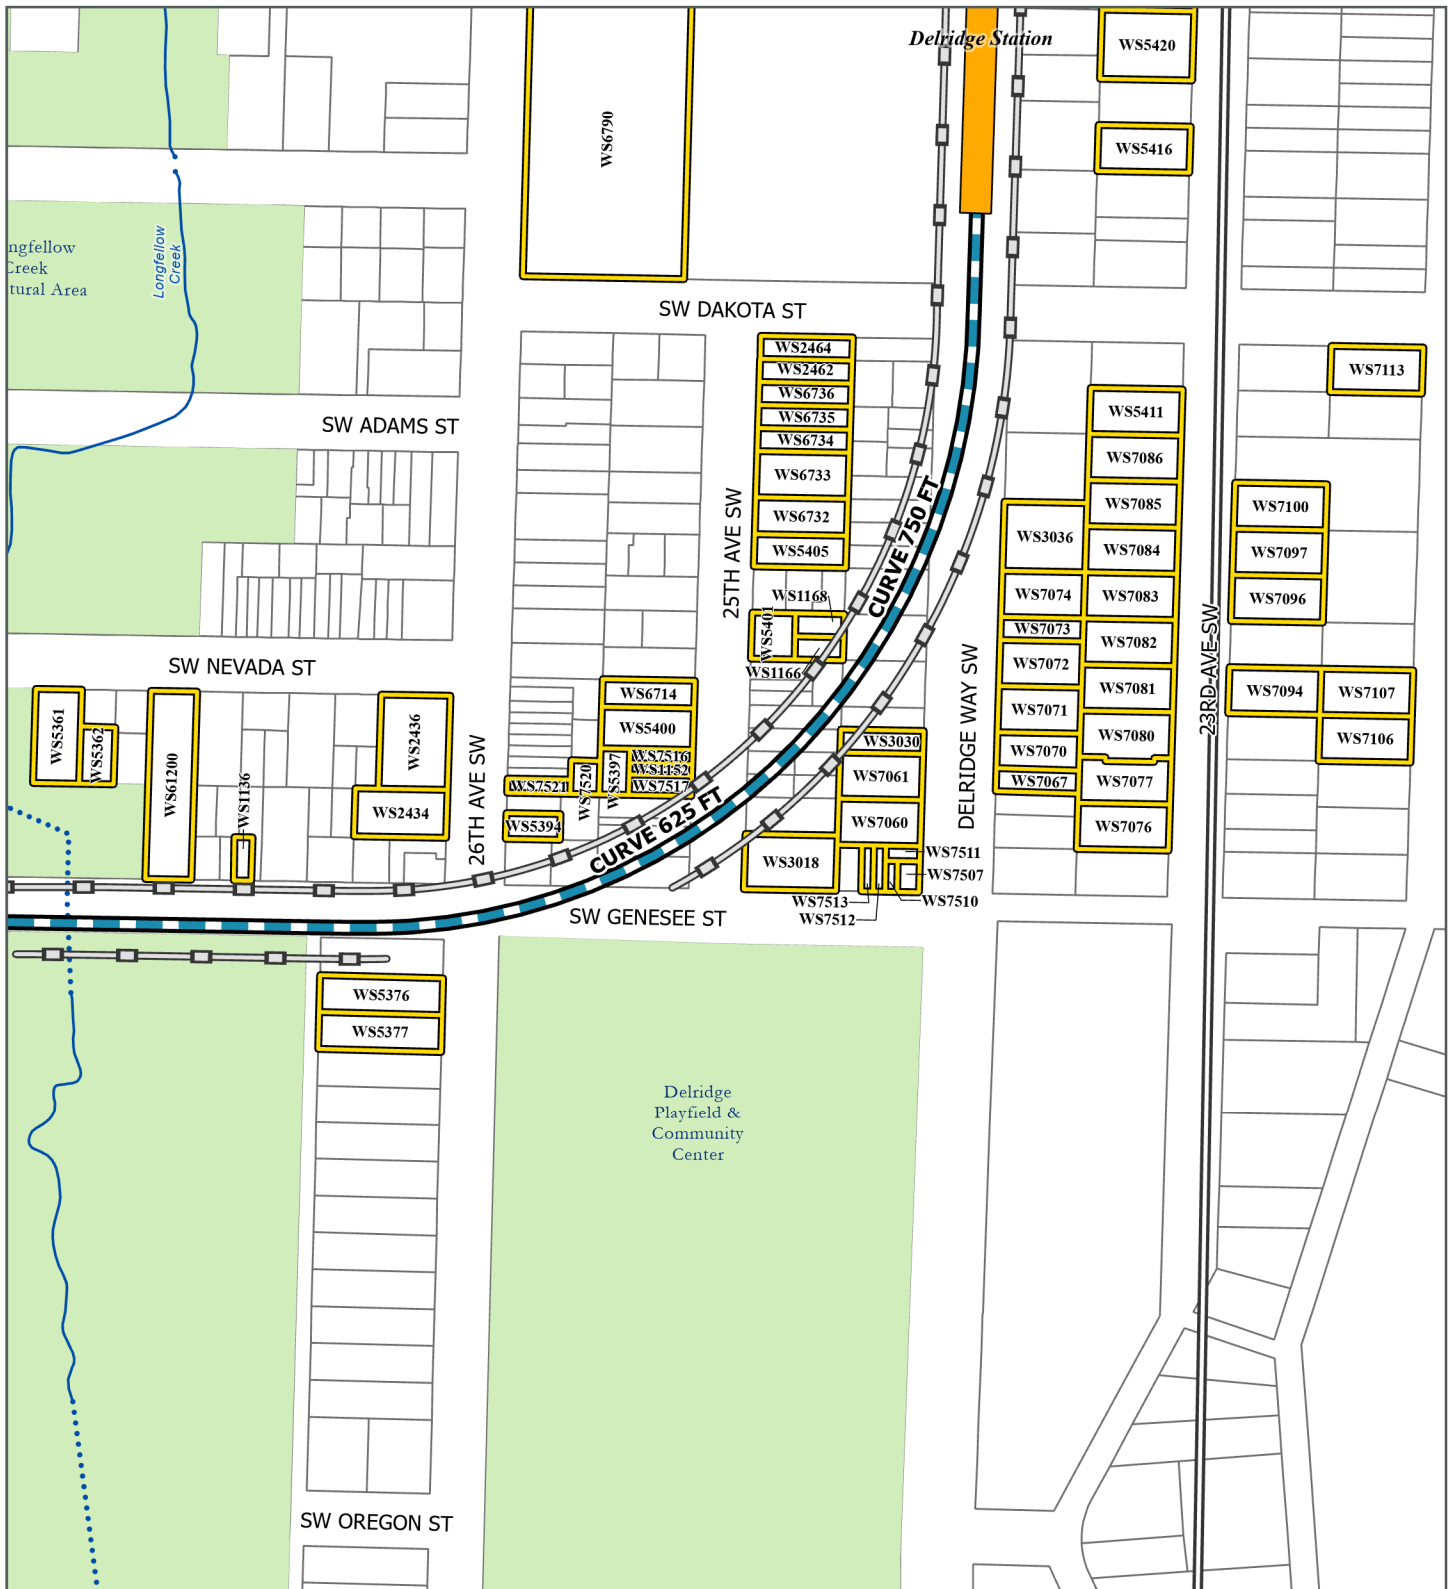 Delridge Station
WS5420
WS6790
WS5416
ngfellow
Creek
tural Area
Longfellow
Creek
SW DAKOTA ST
WS2464
WS2462
WS6736
WS6735
WS6734
WS6733
WS6732
WS5405
WS7113
WS5411
WS7086
WS7085
WS7084
WS7083
WS7082
WS7081
WS7080
WS7077
WS7076
SW ADAMS ST
25TH AVE SW
CURVE 750 FT
WS3036
WS7074
WS7073
WS7072
WS7071
WS7070
WS7067
WS7100
WS7097
WS7096
WS1168
WS5401
WS1166
DELRIDGE WAY SW
23RD AVE SW
SW NEVADA ST
WS7094
WS7107
WS7106
WS5361
WS5362
WS61200
WS1136
WS2436
WS2434
26TH AVE SW
WS6714
WS5400
WS7516
WS1152
WS7517
WS5397
WS7520
WS7521
WS5394
CURVE 625 FT
WS3030
WS7061
WS7060
WS3018
WS7511
WS7507
WS7510
WS7513
WS7512
SW GENESEE ST
WS5376
WS5377
Delridge
Playfield &
Community
Center
SW OREGON ST